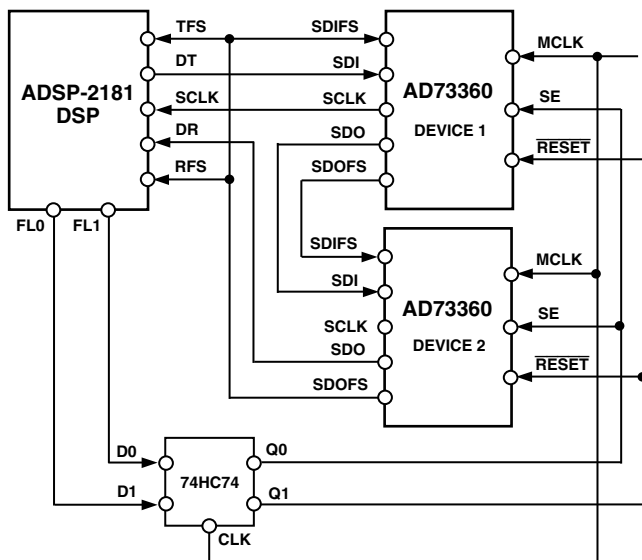 TFS
SDIFS
MCLK
ADSP-2181
DSP
DT
SDI
AD73360
SCLK
SCLK
SE
DEVICE 1
DR
SDO
RESET
RFS
SDOFS
FL0
FL1
SDIFS
MCLK
SDI
AD73360
SCLK
SE
DEVICE 2
SDO
RESET
SDOFS
D0
Q0
74HC74
D1
Q1
CLK